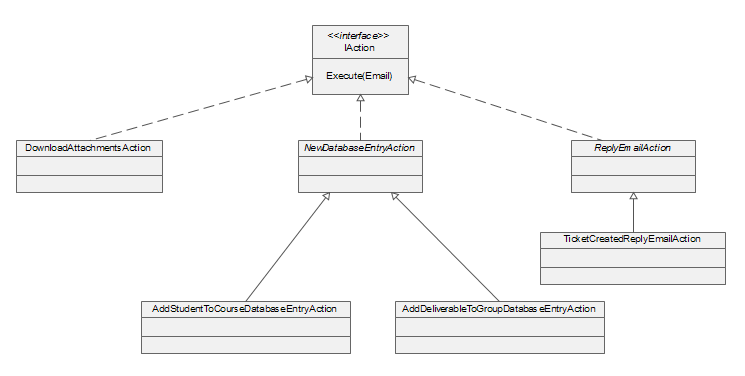 <<interface>>
IAction
Execute(Email)
DownloadAttachmentsAction
NewDatabaseEntryAction
ReplyEmailAction
TicketCreatedReplyEmailAction
AddStudentToCourseDatabaseEntryAction
AddDeliverableToGroupDatabaseEntryAction